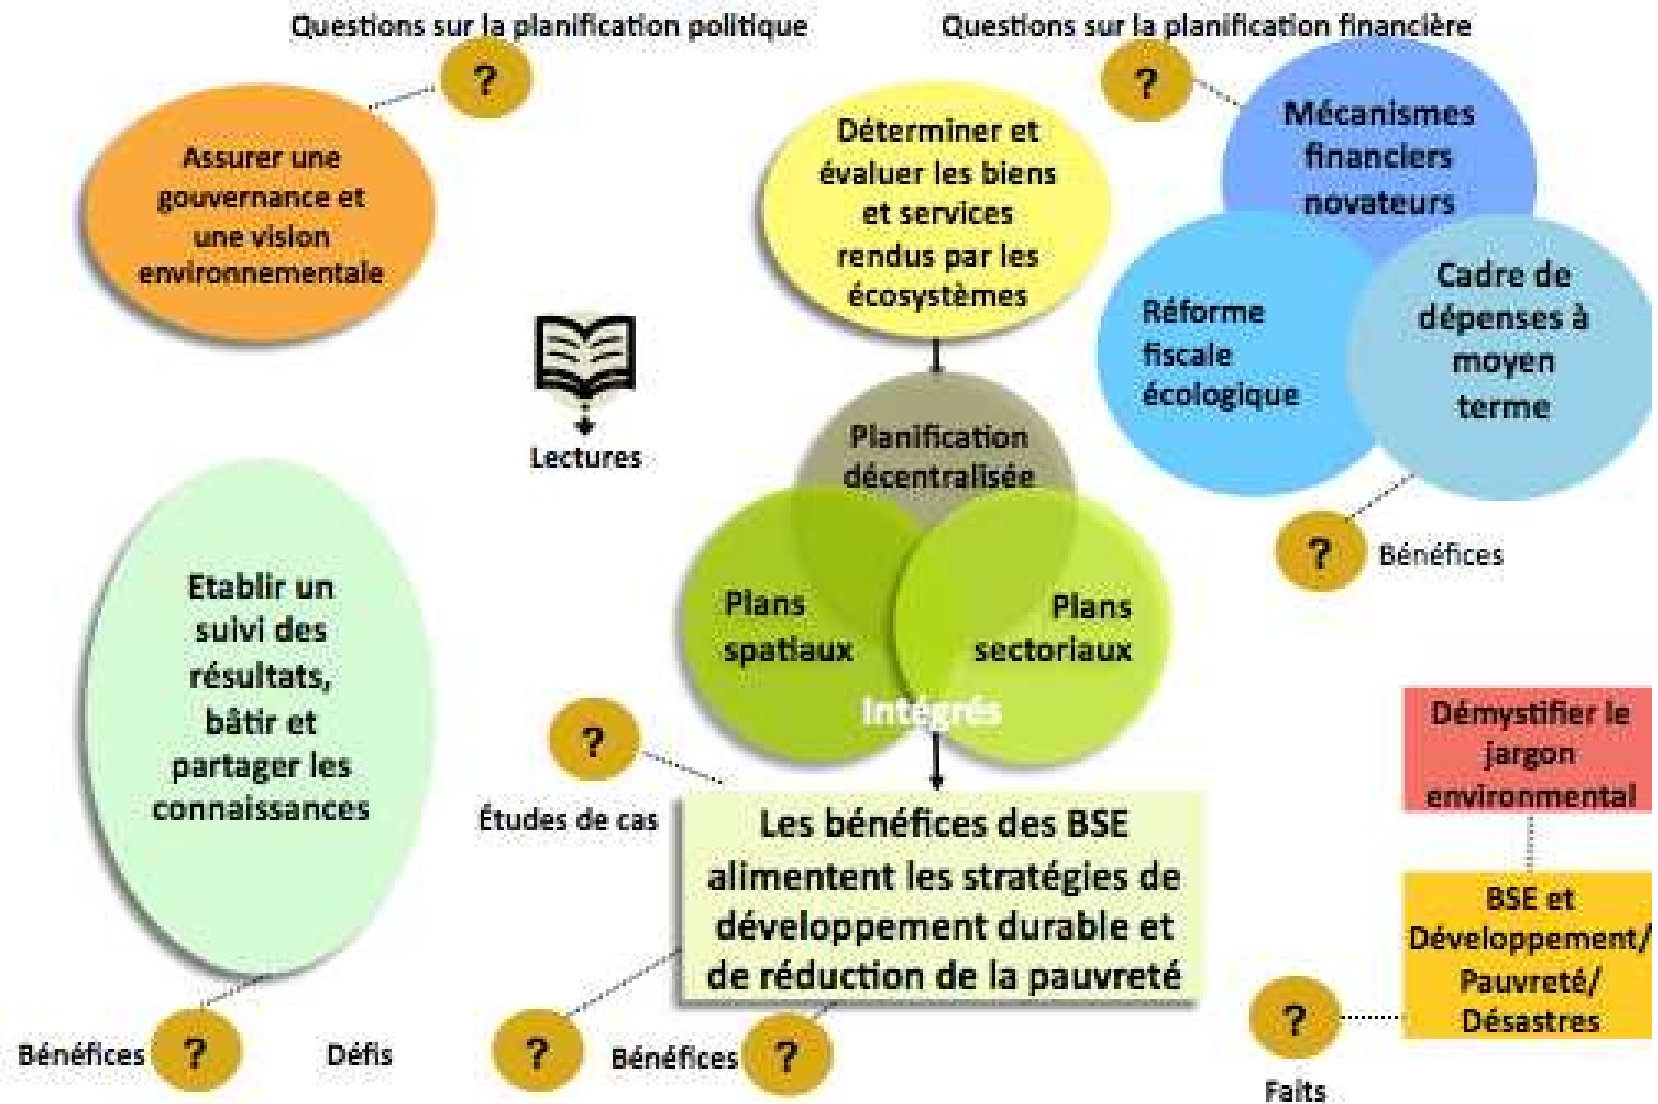 Questions sur la planification politique
Questions sur la planification financière
?
?
Assurer une
gouvernance et
une vision
environnementale
Déterminer et
évaluer les biens
et services
rendus par les
écosystèmes
Mécanismes
financiers
novateurs
Réforme
fiscale
écologique
Cadre de
dépenses à
moyen
terme
Lectures
Planification
décentralisée
?
Bénéfices
Plans
spatiaux
Plans
sectoriaux
Intégrés
Etablir un
suivi des
résultats,
bâtir et
partager les
connaissances
?
Études de cas
Les bénéfices des BSE
alimentent les stratégies de
développement durable et
de réduction de la pauvreté
Démystifier le
jargon
environmental
BSE et
Développement/
Pauvreté/
Désastres
?
Faits
Bénéfices
?
Défis
?
Bénéfices
?